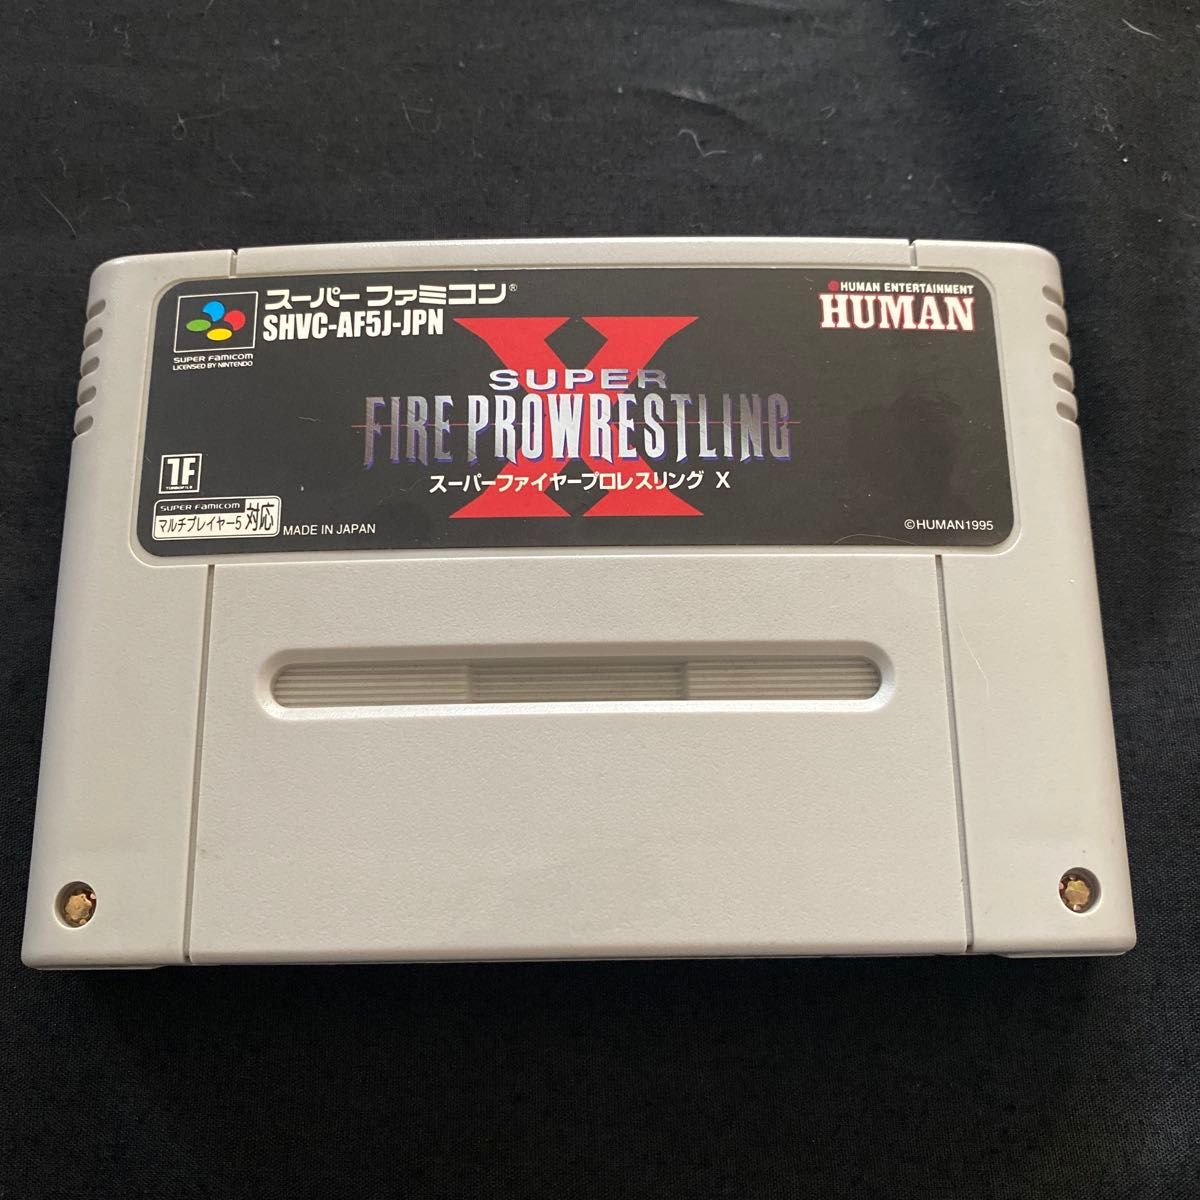 スーパーファミコン®
SHVC-AF5J-JPN
SUPER FAMICOM
LICENSED BY NINTENDO
HUMAN ENTERTAINMENT
HUMAN
X
SUPER
FIRE PROWRESTLING
スーパーファイヤープロレスリング X
TF
TURBOFILE
SUPER FAMICOM
マルチプレイヤー5 対応
MADE IN JAPAN
©HUMAN1995